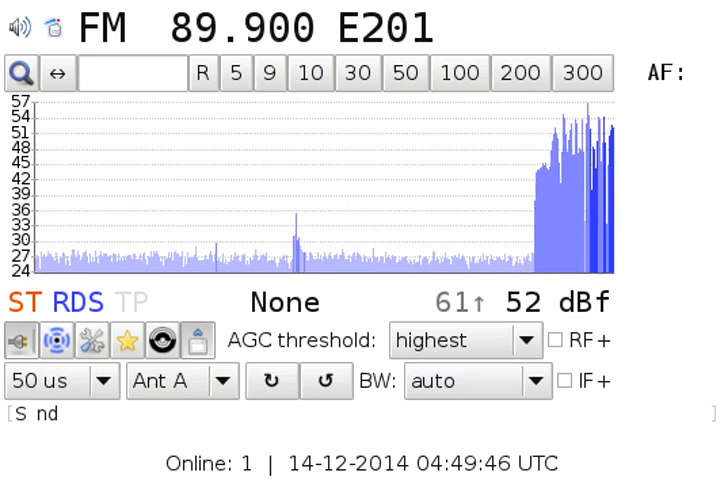 FM 89.900 E201
R 5 9 10 30 50 100 200 300 AF:
57
54
51
48
45
42
39
36
33
30
27
24
ST RDS TP None 61↑ 52 dBf
AGC threshold: highest RF+
50 us Ant A ↻ ↺ BW: auto IF+
[S nd ]
Online: 1 | 14-12-2014 04:49:46 UTC